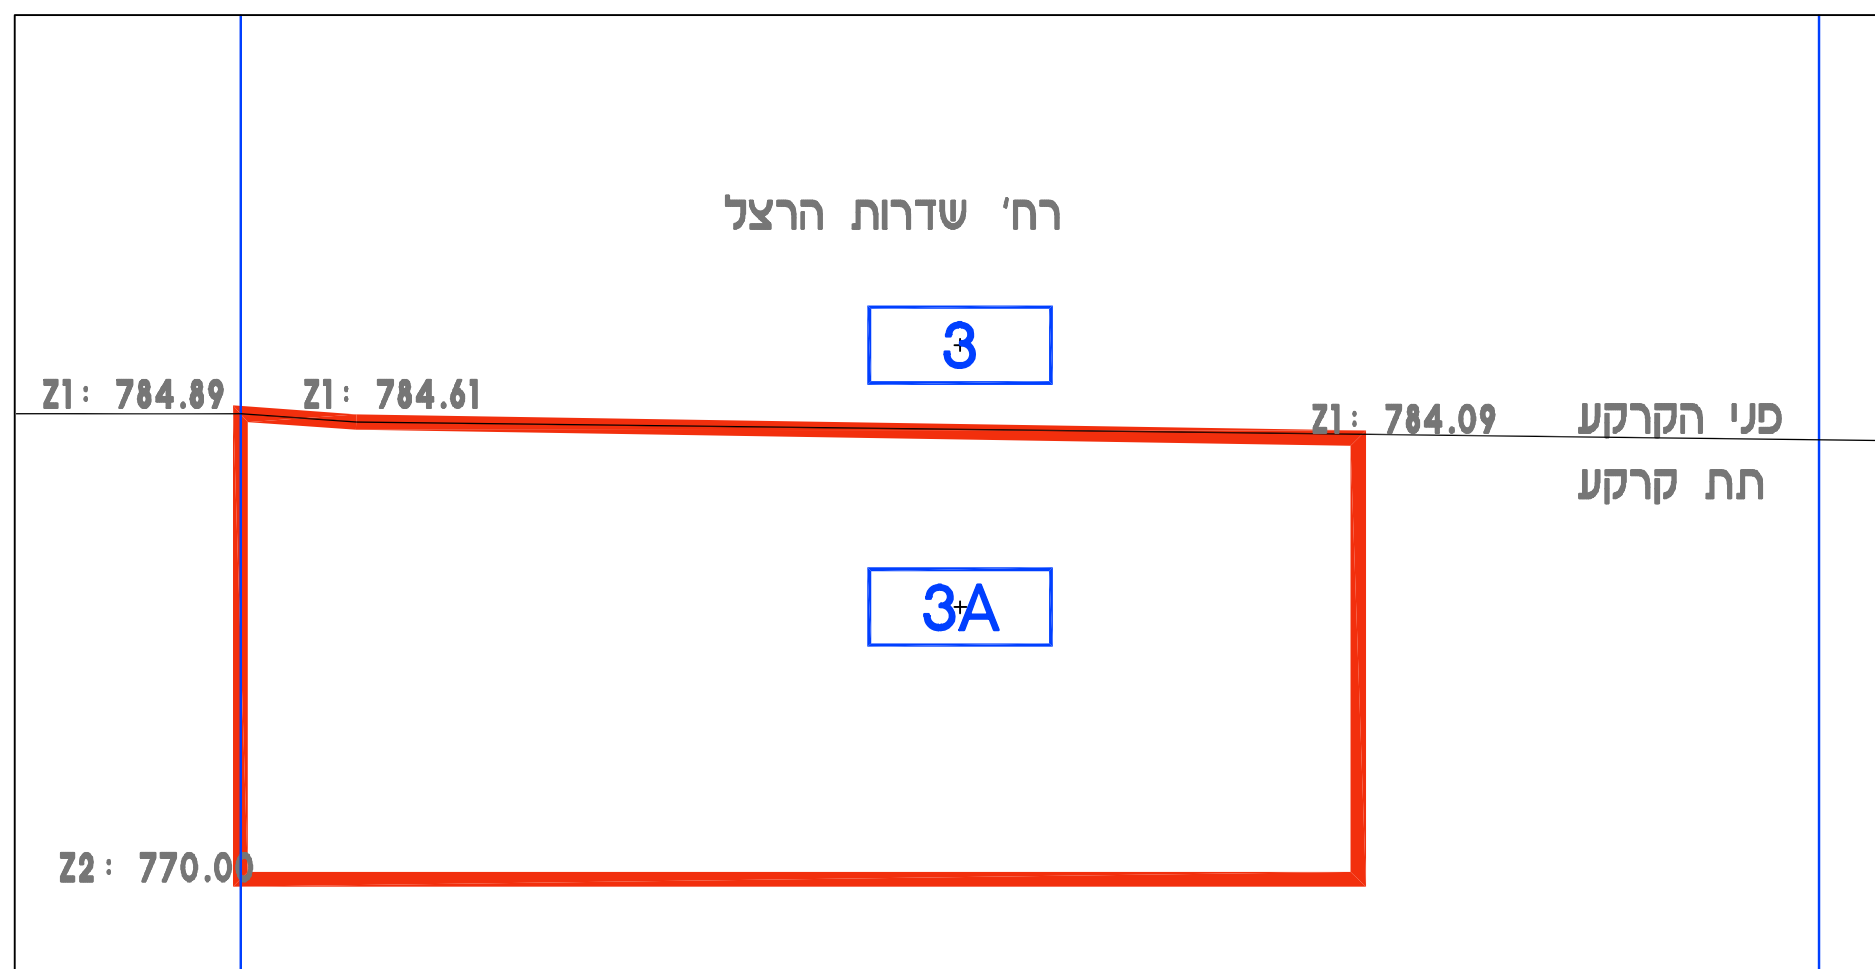 רח' שדרות הרצל
3
Z1: 784.89
Z1: 784.61
Z1: 784.09
פני הקרקע
תת קרקע
3A
Z2: 770.00